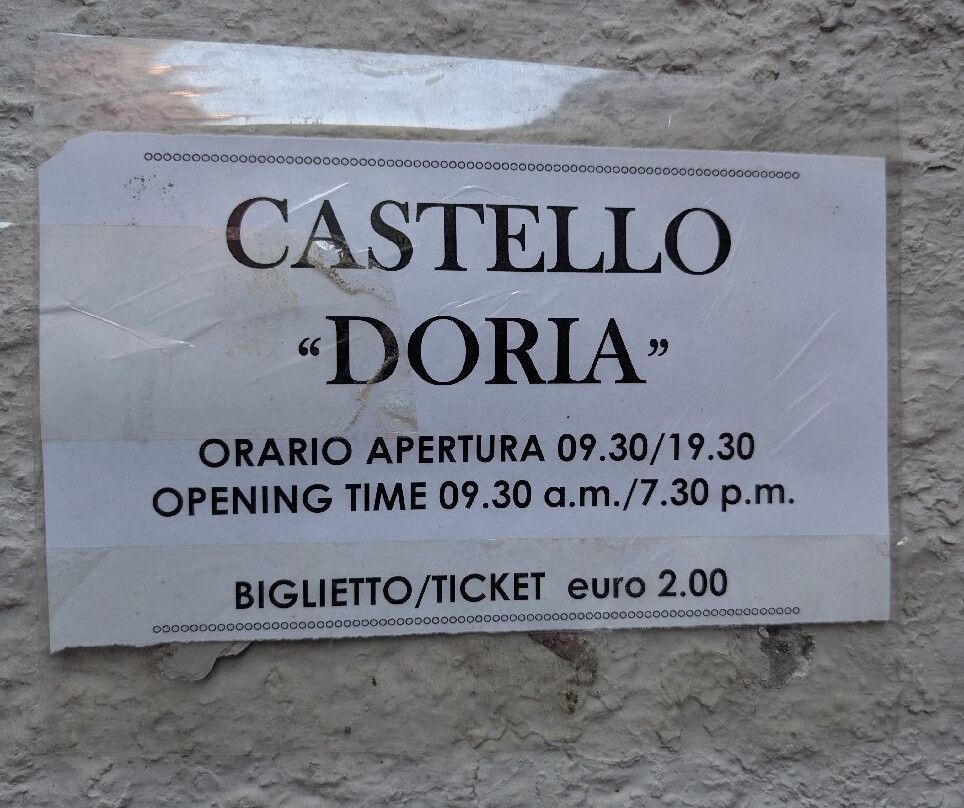 CASTELLO
“DORIA”
ORARIO APERTURA 09.30/19.30
OPENING TIME 09.30 a.m./7.30 p.m.
BIGLIETTO/TICKET euro 2.00